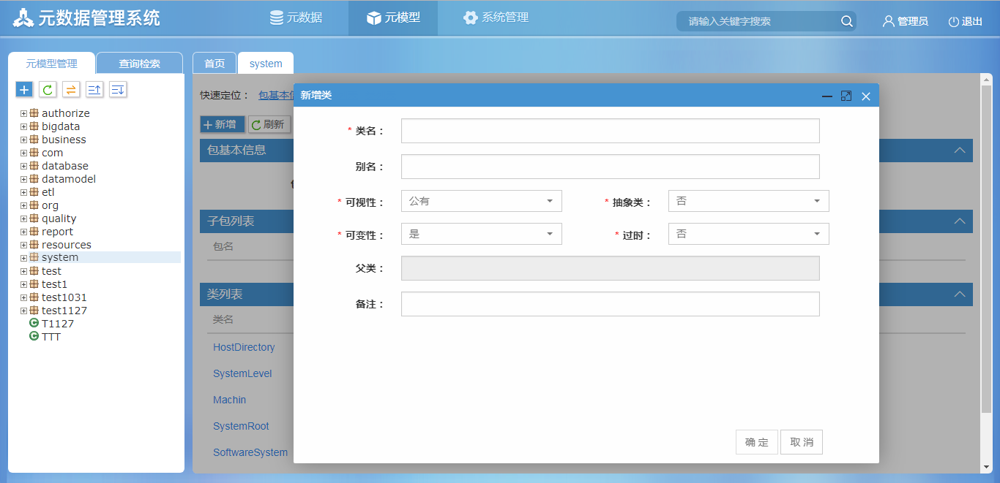 元数据管理系统
元数据
元模型
系统管理
请输入关键字搜索
管理员
退出
元模型管理
查询检索
首页
system
authorize
bigdata
business
com
database
datamodel
etl
org
quality
report
resources
system
test
test1
test1031
test1127
T1127
TTT
快速定位： 包基本信
新增
刷新
包基本信息
子包列表
包名
类列表
类名
HostDirectory
SystemLevel
Machin
SystemRoot
SoftwareSystem
新增类
* 类名：
别名：
* 可视性： 公有
* 抽象类： 否
* 可变性： 是
* 过时： 否
父类：
备注：
确 定
取 消